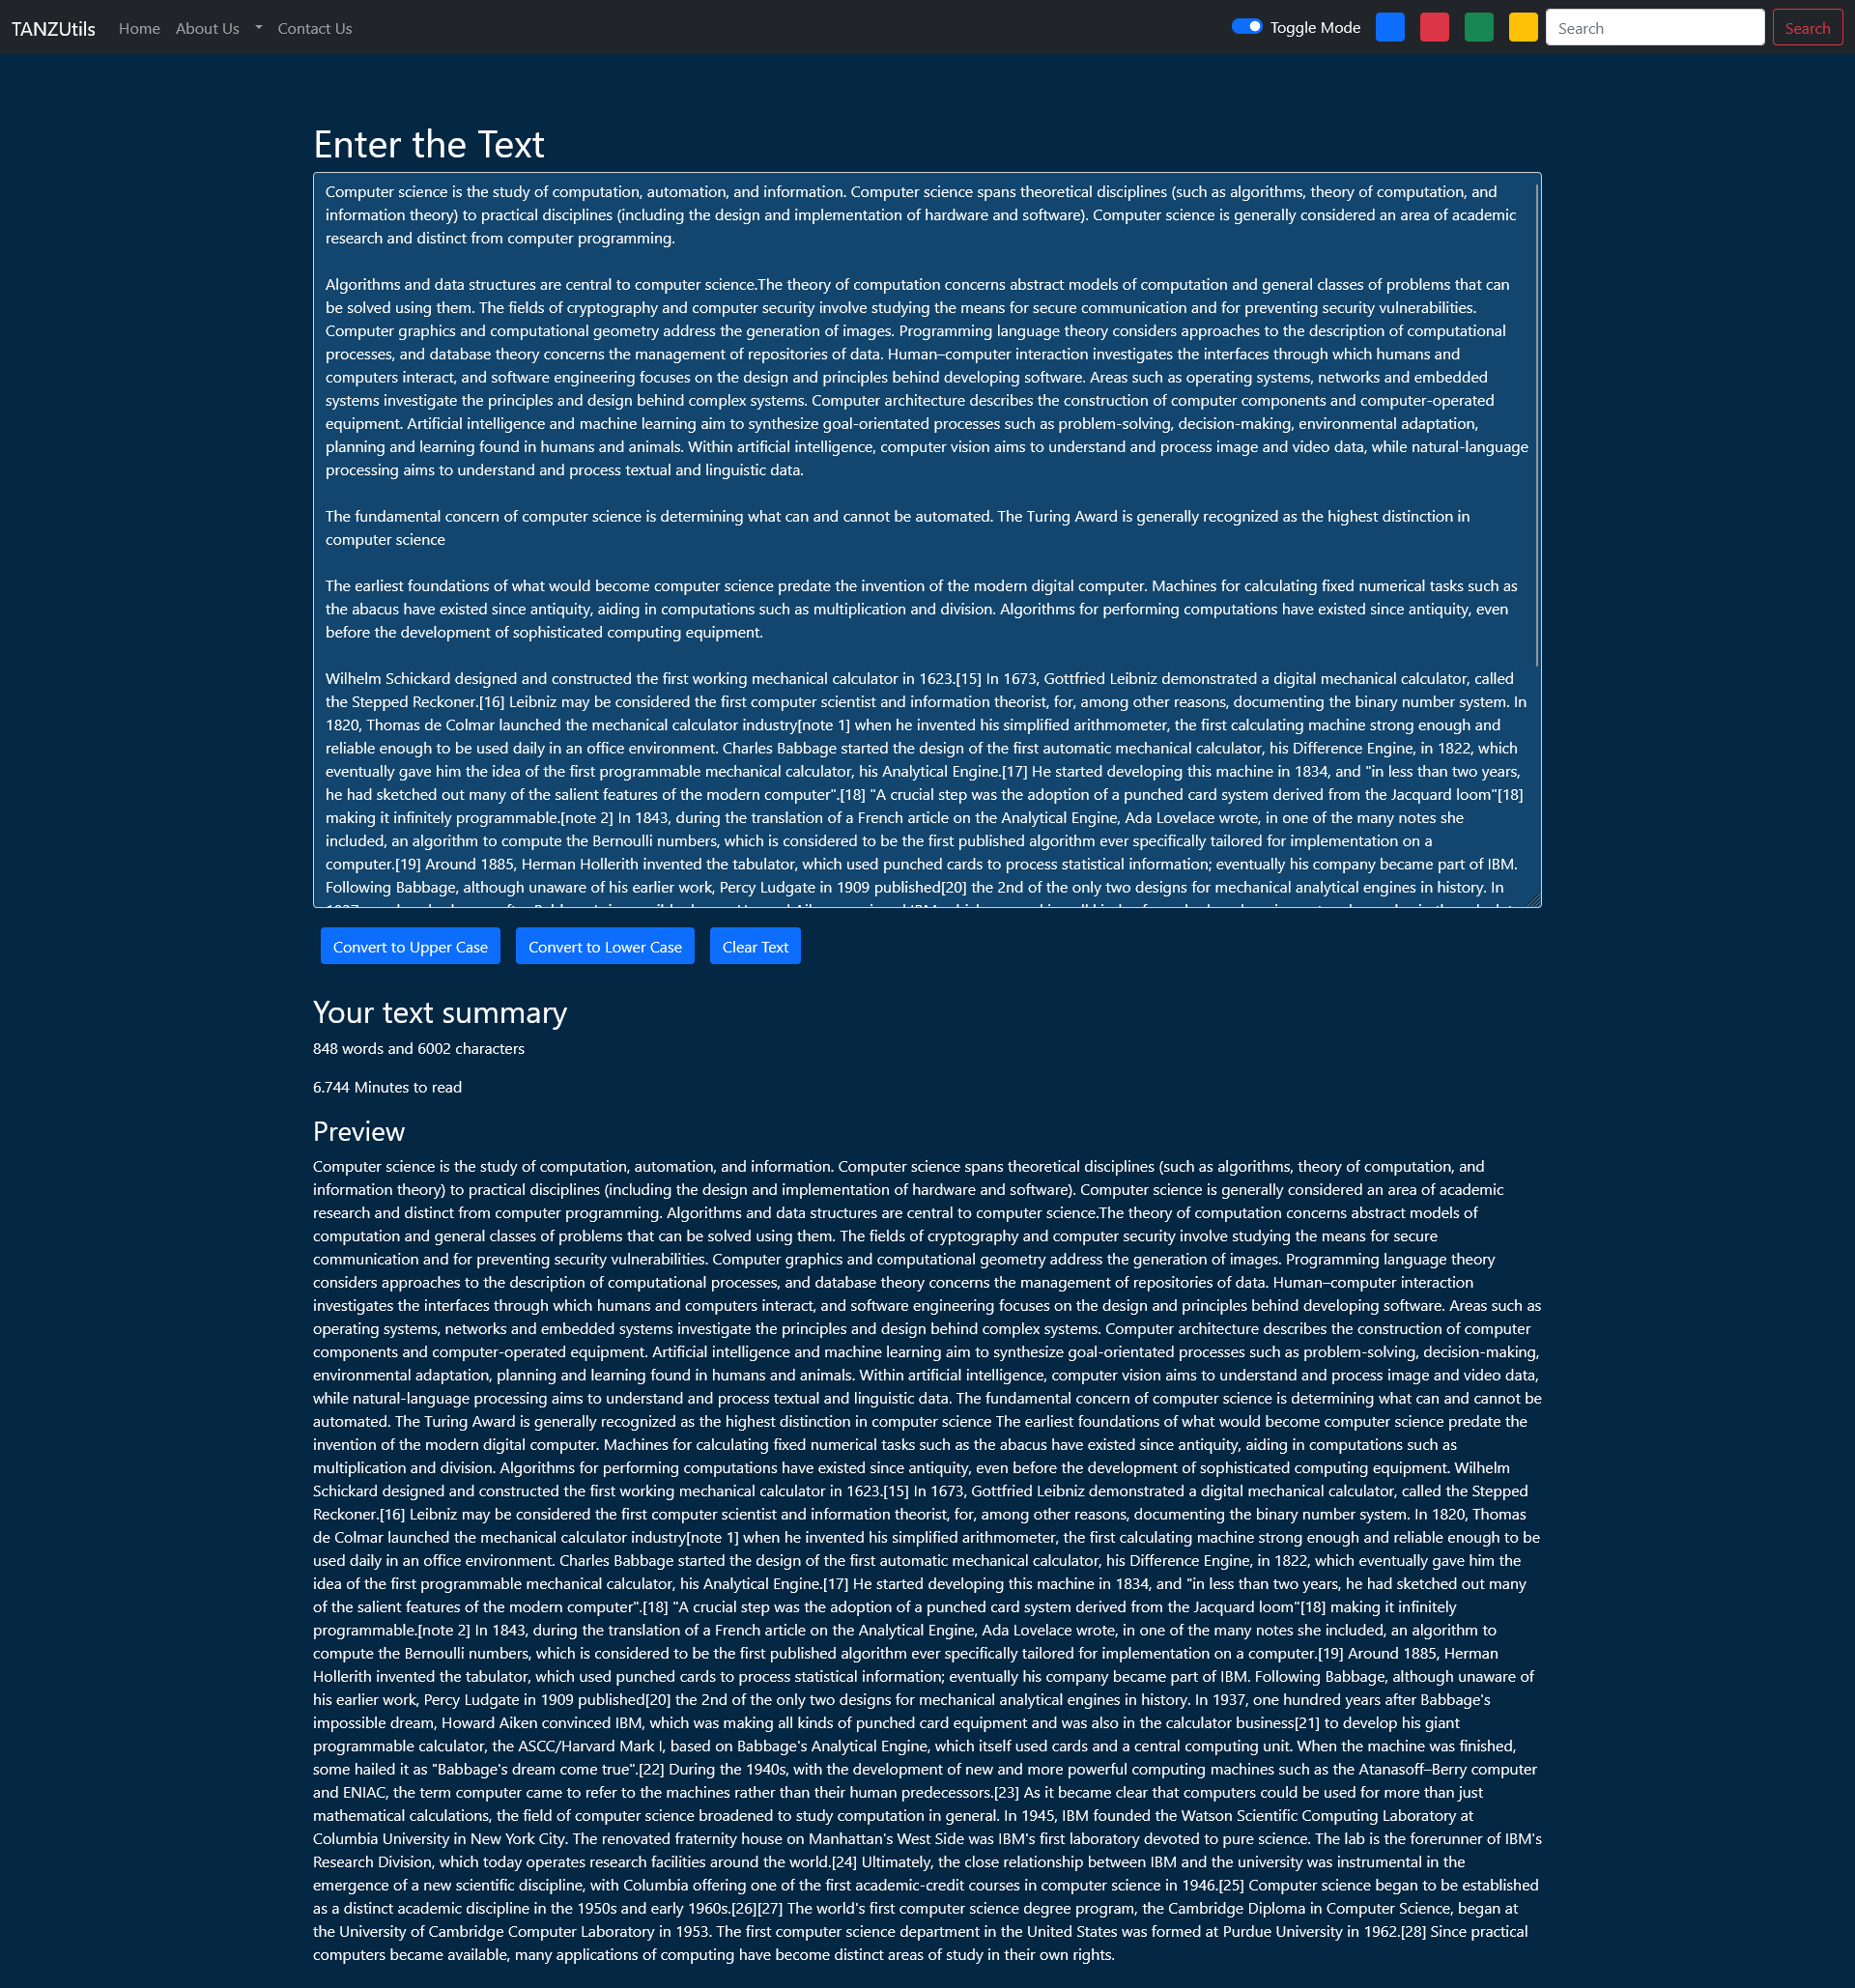 TANZUtils Home About Us Contact Us Toggle Mode Search Search
Enter the Text
Computer science is the study of computation, automation, and information. Computer science spans theoretical disciplines (such as algorithms, theory of computation, and
information theory) to practical disciplines (including the design and implementation of hardware and software). Computer science is generally considered an area of academic
research and distinct from computer programming.
Algorithms and data structures are central to computer science.The theory of computation concerns abstract models of computation and general classes of problems that can
be solved using them. The fields of cryptography and computer security involve studying the means for secure communication and for preventing security vulnerabilities.
Computer graphics and computational geometry address the generation of images. Programming language theory considers approaches to the description of computational
processes, and database theory concerns the management of repositories of data. Human–computer interaction investigates the interfaces through which humans and
computers interact, and software engineering focuses on the design and principles behind developing software. Areas such as operating systems, networks and embedded
systems investigate the principles and design behind complex systems. Computer architecture describes the construction of computer components and computer-operated
equipment. Artificial intelligence and machine learning aim to synthesize goal-orientated processes such as problem-solving, decision-making, environmental adaptation,
planning and learning found in humans and animals. Within artificial intelligence, computer vision aims to understand and process image and video data, while natural-language
processing aims to understand and process textual and linguistic data.
The fundamental concern of computer science is determining what can and cannot be automated. The Turing Award is generally recognized as the highest distinction in
computer science
The earliest foundations of what would become computer science predate the invention of the modern digital computer. Machines for calculating fixed numerical tasks such as
the abacus have existed since antiquity, aiding in computations such as multiplication and division. Algorithms for performing computations have existed since antiquity, even
before the development of sophisticated computing equipment.
Wilhelm Schickard designed and constructed the first working mechanical calculator in 1623.[15] In 1673, Gottfried Leibniz demonstrated a digital mechanical calculator, called
the Stepped Reckoner.[16] Leibniz may be considered the first computer scientist and information theorist, for, among other reasons, documenting the binary number system. In
1820, Thomas de Colmar launched the mechanical calculator industry[note 1] when he invented his simplified arithmometer, the first calculating machine strong enough and
reliable enough to be used daily in an office environment. Charles Babbage started the design of the first automatic mechanical calculator, his Difference Engine, in 1822, which
eventually gave him the idea of the first programmable mechanical calculator, his Analytical Engine.[17] He started developing this machine in 1834, and "in less than two years,
he had sketched out many of the salient features of the modern computer".[18] "A crucial step was the adoption of a punched card system derived from the Jacquard loom"[18]
making it infinitely programmable.[note 2] In 1843, during the translation of a French article on the Analytical Engine, Ada Lovelace wrote, in one of the many notes she
included, an algorithm to compute the Bernoulli numbers, which is considered to be the first published algorithm ever specifically tailored for implementation on a
computer.[19] Around 1885, Herman Hollerith invented the tabulator, which used punched cards to process statistical information; eventually his company became part of IBM.
Following Babbage, although unaware of his earlier work, Percy Ludgate in 1909 published[20] the 2nd of the only two designs for mechanical analytical engines in history. In
Convert to Upper Case Convert to Lower Case Clear Text
Your text summary
848 words and 6002 characters
6.744 Minutes to read
Preview
Computer science is the study of computation, automation, and information. Computer science spans theoretical disciplines (such as algorithms, theory of computation, and
information theory) to practical disciplines (including the design and implementation of hardware and software). Computer science is generally considered an area of academic
research and distinct from computer programming. Algorithms and data structures are central to computer science.The theory of computation concerns abstract models of
computation and general classes of problems that can be solved using them. The fields of cryptography and computer security involve studying the means for secure
communication and for preventing security vulnerabilities. Computer graphics and computational geometry address the generation of images. Programming language theory
considers approaches to the description of computational processes, and database theory concerns the management of repositories of data. Human–computer interaction
investigates the interfaces through which humans and computers interact, and software engineering focuses on the design and principles behind developing software. Areas such as
operating systems, networks and embedded systems investigate the principles and design behind complex systems. Computer architecture describes the construction of computer
components and computer-operated equipment. Artificial intelligence and machine learning aim to synthesize goal-orientated processes such as problem-solving, decision-making,
environmental adaptation, planning and learning found in humans and animals. Within artificial intelligence, computer vision aims to understand and process image and video data,
while natural-language processing aims to understand and process textual and linguistic data. The fundamental concern of computer science is determining what can and cannot be
automated. The Turing Award is generally recognized as the highest distinction in computer science The earliest foundations of what would become computer science predate the
invention of the modern digital computer. Machines for calculating fixed numerical tasks such as the abacus have existed since antiquity, aiding in computations such as
multiplication and division. Algorithms for performing computations have existed since antiquity, even before the development of sophisticated computing equipment. Wilhelm
Schickard designed and constructed the first working mechanical calculator in 1623.[15] In 1673, Gottfried Leibniz demonstrated a digital mechanical calculator, called the Stepped
Reckoner.[16] Leibniz may be considered the first computer scientist and information theorist, for, among other reasons, documenting the binary number system. In 1820, Thomas
de Colmar launched the mechanical calculator industry[note 1] when he invented his simplified arithmometer, the first calculating machine strong enough and reliable enough to be
used daily in an office environment. Charles Babbage started the design of the first automatic mechanical calculator, his Difference Engine, in 1822, which eventually gave him the
idea of the first programmable mechanical calculator, his Analytical Engine.[17] He started developing this machine in 1834, and "in less than two years, he had sketched out many
of the salient features of the modern computer".[18] "A crucial step was the adoption of a punched card system derived from the Jacquard loom"[18] making it infinitely
programmable.[note 2] In 1843, during the translation of a French article on the Analytical Engine, Ada Lovelace wrote, in one of the many notes she included, an algorithm to
compute the Bernoulli numbers, which is considered to be the first published algorithm ever specifically tailored for implementation on a computer.[19] Around 1885, Herman
Hollerith invented the tabulator, which used punched cards to process statistical information; eventually his company became part of IBM. Following Babbage, although unaware of
his earlier work, Percy Ludgate in 1909 published[20] the 2nd of the only two designs for mechanical analytical engines in history. In 1937, one hundred years after Babbage's
impossible dream, Howard Aiken convinced IBM, which was making all kinds of punched card equipment and was also in the calculator business[21] to develop his giant
programmable calculator, the ASCC/Harvard Mark I, based on Babbage's Analytical Engine, which itself used cards and a central computing unit. When the machine was finished,
some hailed it as "Babbage's dream come true".[22] During the 1940s, with the development of new and more powerful computing machines such as the Atanasoff–Berry computer
and ENIAC, the term computer came to refer to the machines rather than their human predecessors.[23] As it became clear that computers could be used for more than just
mathematical calculations, the field of computer science broadened to study computation in general. In 1945, IBM founded the Watson Scientific Computing Laboratory at
Columbia University in New York City. The renovated fraternity house on Manhattan's West Side was IBM's first laboratory devoted to pure science. The lab is the forerunner of IBM's
Research Division, which today operates research facilities around the world.[24] Ultimately, the close relationship between IBM and the university was instrumental in the
emergence of a new scientific discipline, with Columbia offering one of the first academic-credit courses in computer science in 1946.[25] Computer science began to be established
as a distinct academic discipline in the 1950s and early 1960s.[26][27] The world's first computer science degree program, the Cambridge Diploma in Computer Science, began at
the University of Cambridge Computer Laboratory in 1953. The first computer science department in the United States was formed at Purdue University in 1962.[28] Since practical
computers became available, many applications of computing have become distinct areas of study in their own rights.